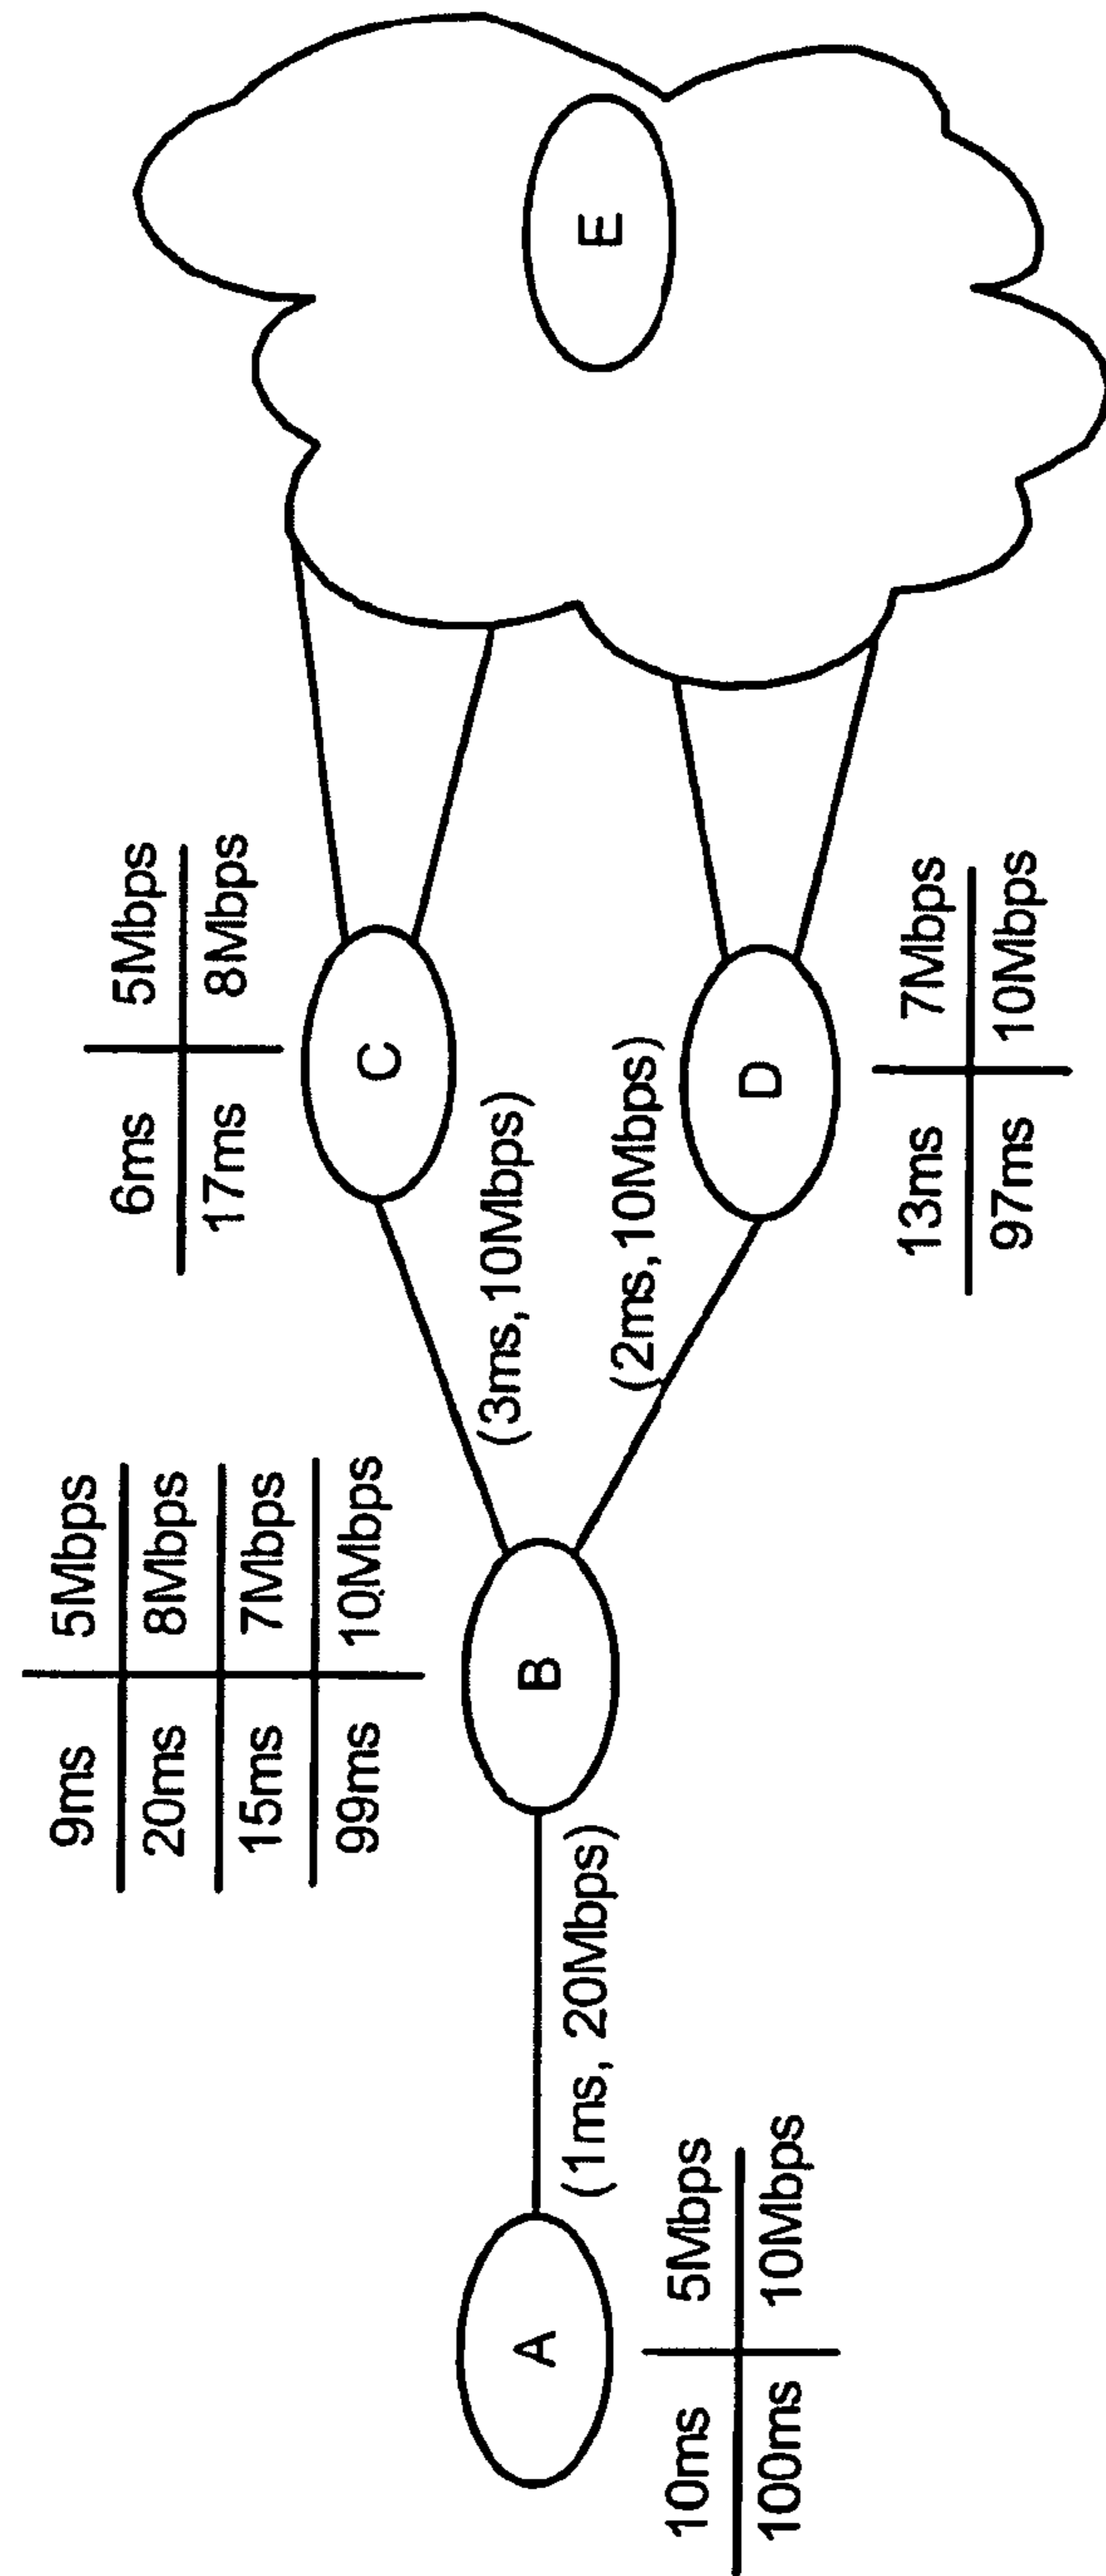 9ms 5Mbps
20ms 8Mbps
15ms 7Mbps
99ms 10Mbps
6ms 5Mbps
17ms 8Mbps
A
(1ms, 20Mbps)
B
(3ms,10Mbps)
C
(2ms,10Mbps)
D
E
10ms 5Mbps
100ms 10Mbps
13ms 7Mbps
97ms 10Mbps